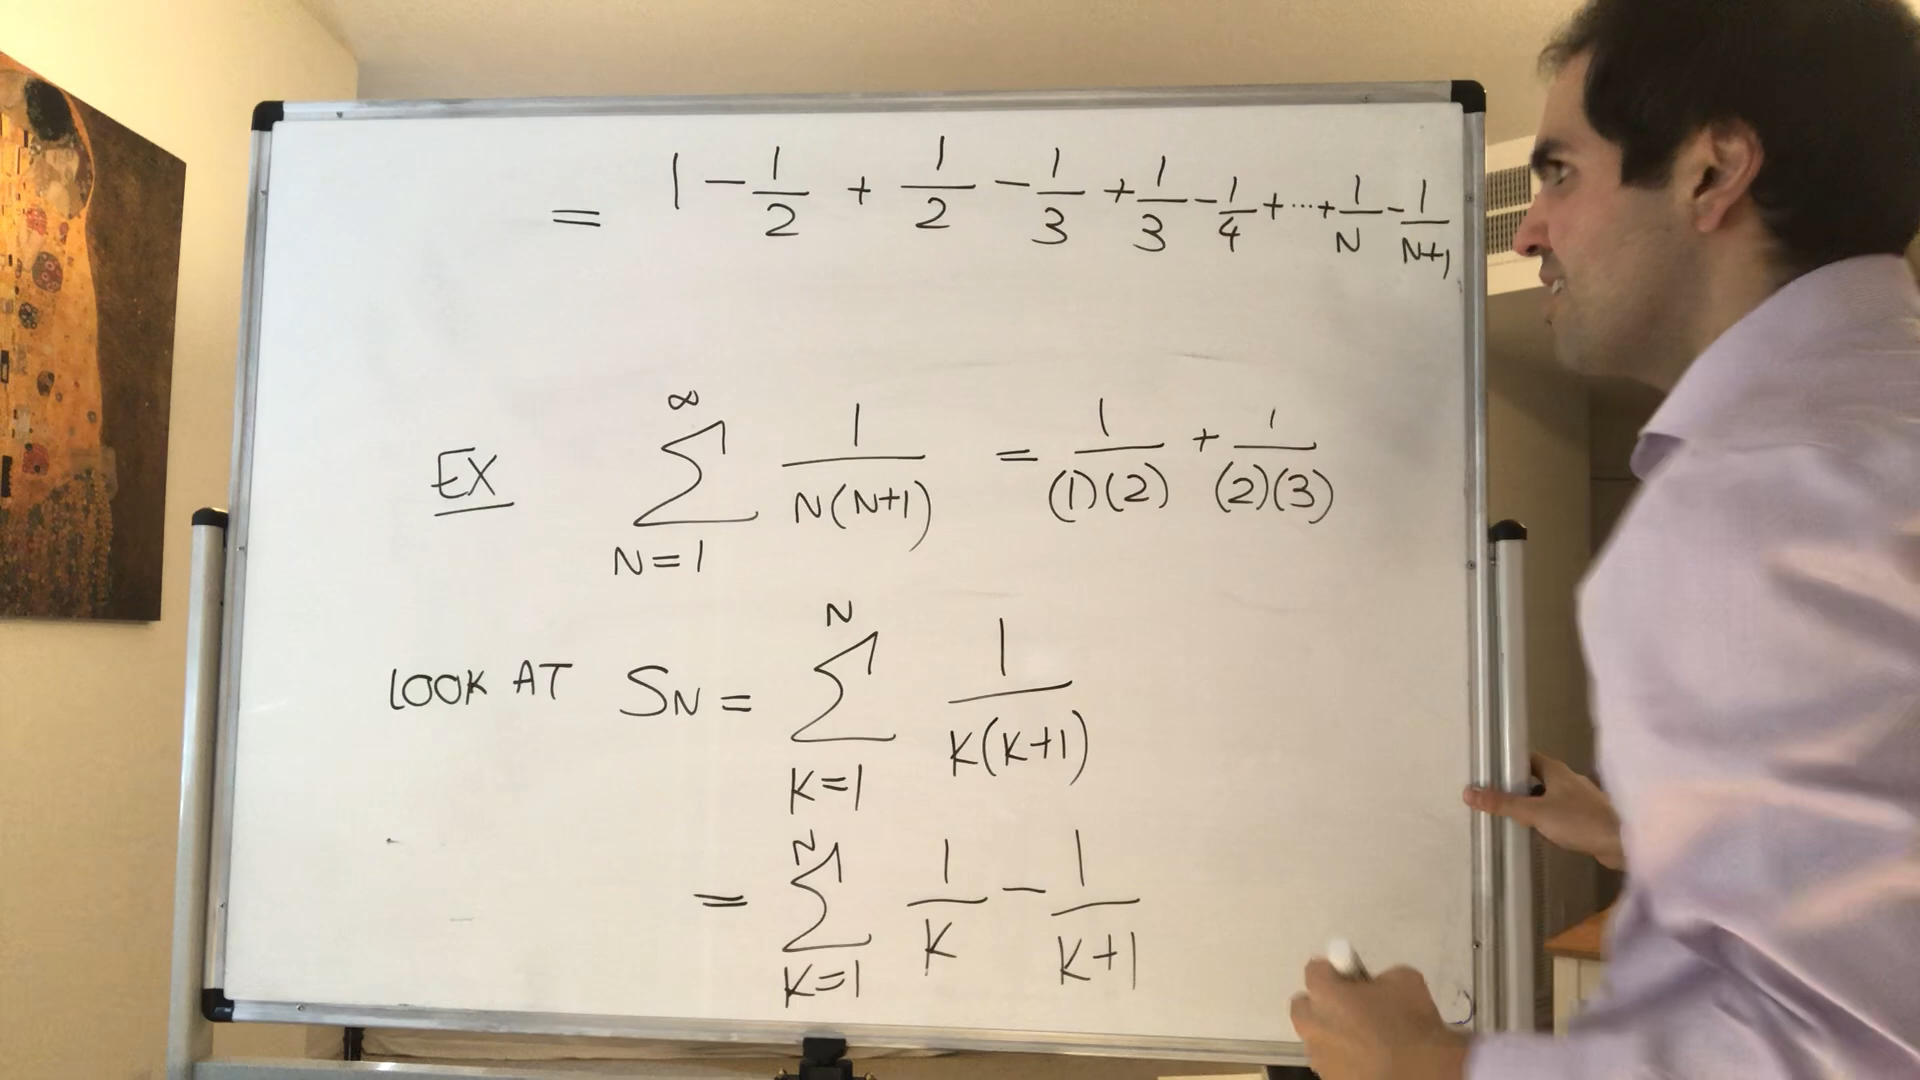 = 1 - 1/2 + 1/2 - 1/3 + 1/3 - 1/4 + ... + 1/N - 1/N+1
EX ∑_{N=1}^{∞} 1/N(N+1) = 1/(1)(2) + 1/(2)(3)
LOOK AT S_N = ∑_{K=1}^{N} 1/K(K+1)
= ∑_{K=1}^{N} 1/K - 1/K+1